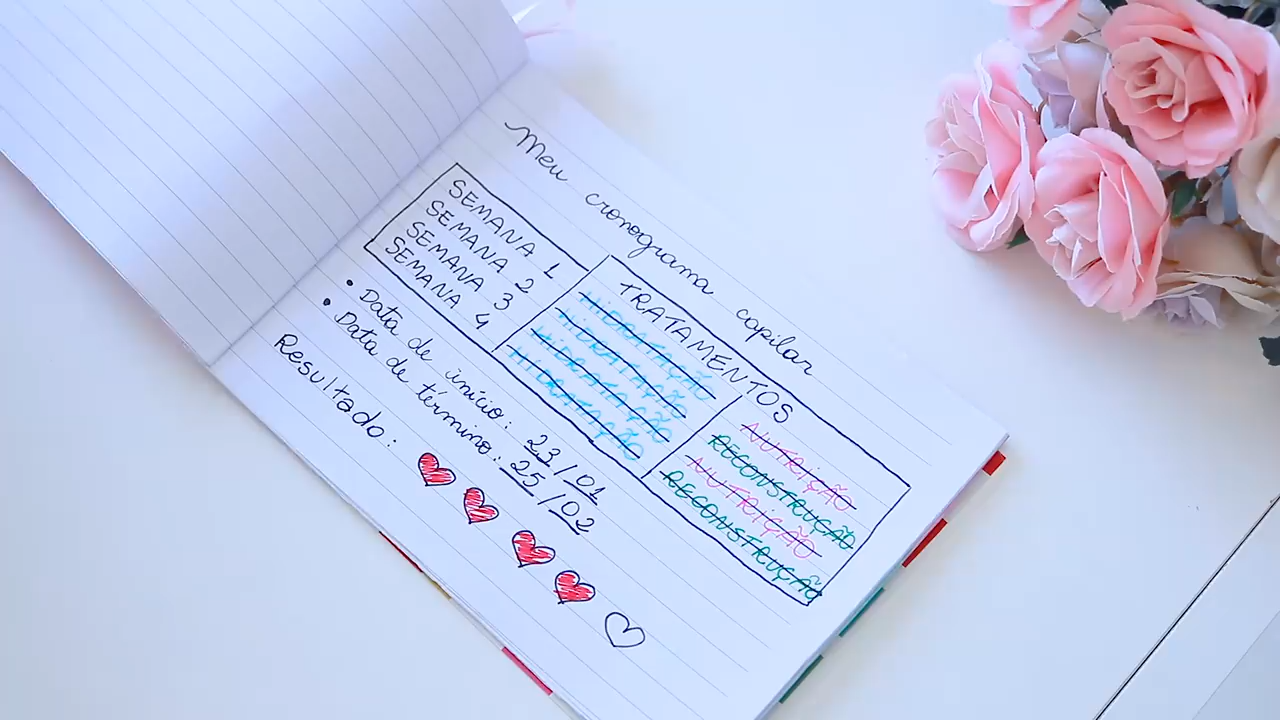 Meu cronograma capilar
TRATAMENTOS
SEMANA 1 HIDRATAÇÃO NUTRIÇÃO
SEMANA 2 HIDRATAÇÃO RECONSTRUÇÃO
SEMANA 3 HIDRATAÇÃO NUTRIÇÃO
SEMANA 4 HIDRATAÇÃO RECONSTRUÇÃO
• Data de início: 23/01
• Data de término: 25/02
Resultado: